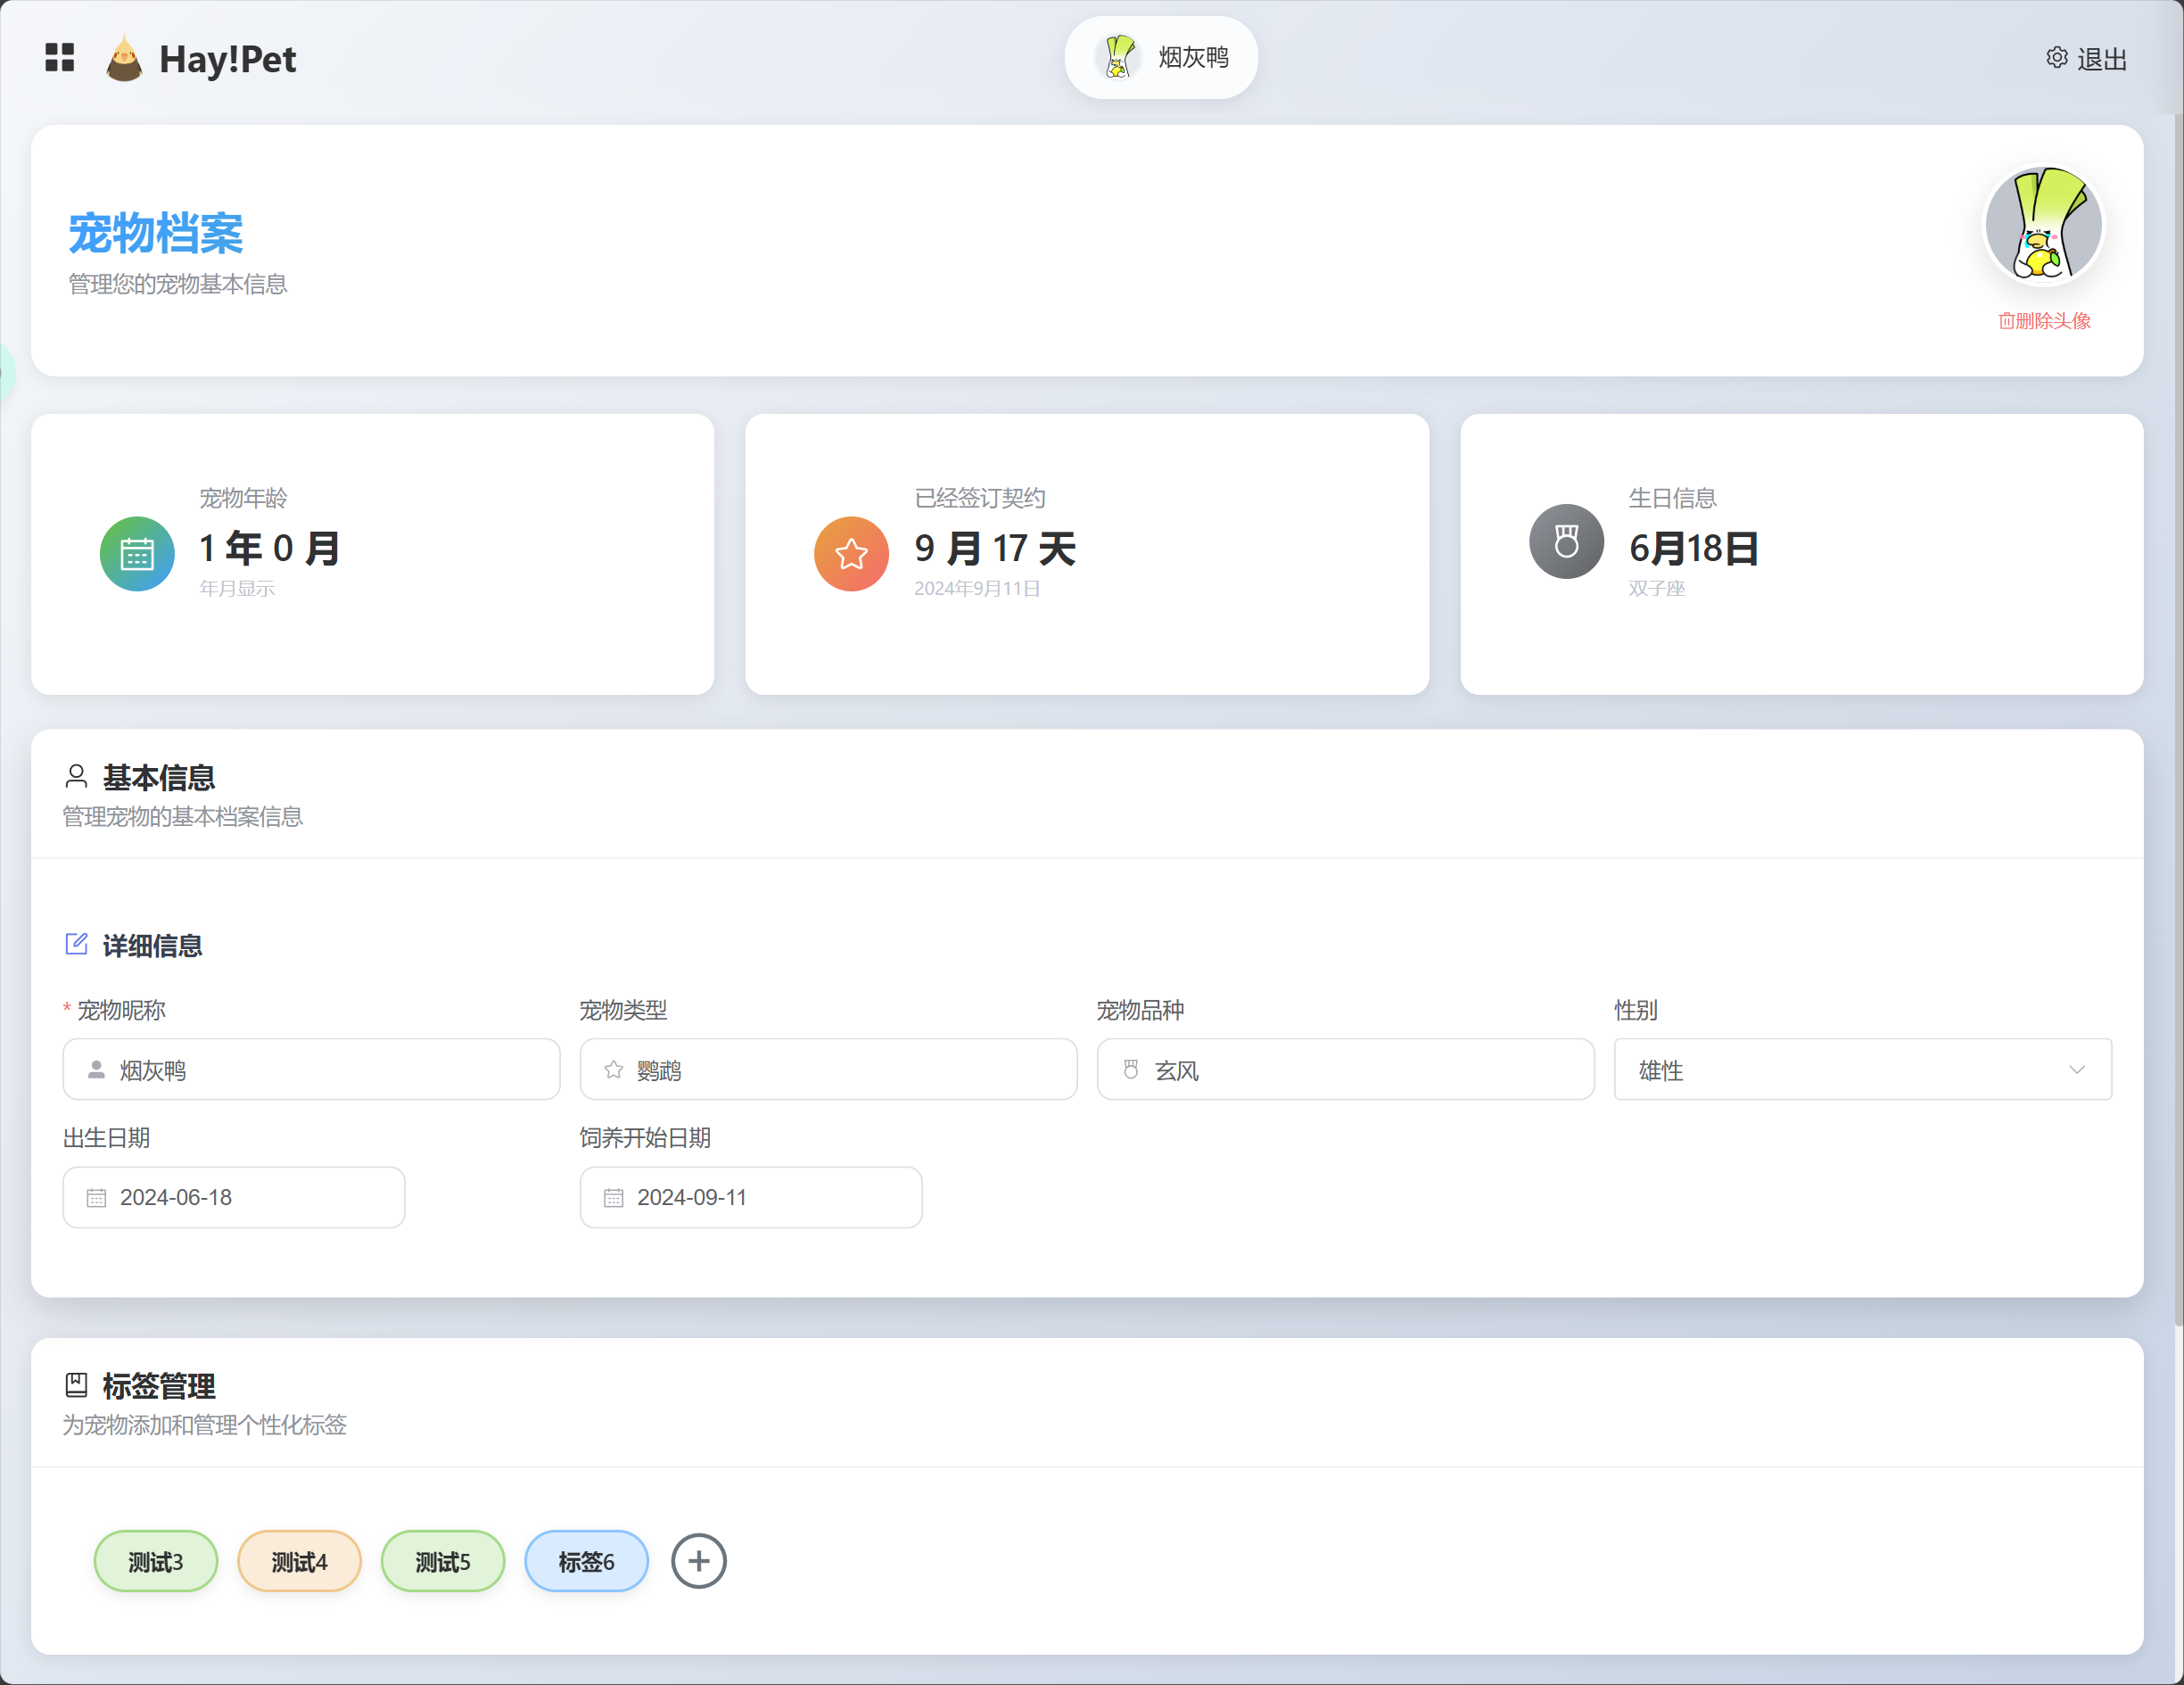 Hay!Pet
烟灰鸭
退出
宠物档案
管理您的宠物基本信息
删除头像
宠物年龄
1 年 0 月
年月显示
已经签订契约
9 月 17 天
2024年9月11日
生日信息
6月18日
双子座
基本信息
管理宠物的基本档案信息
详细信息
* 宠物昵称
宠物类型
宠物品种
性别
烟灰鸭
鹦鹉
玄风
雄性
出生日期
饲养开始日期
2024-06-18
2024-09-11
标签管理
为宠物添加和管理个性化标签
测试3
测试4
测试5
标签6